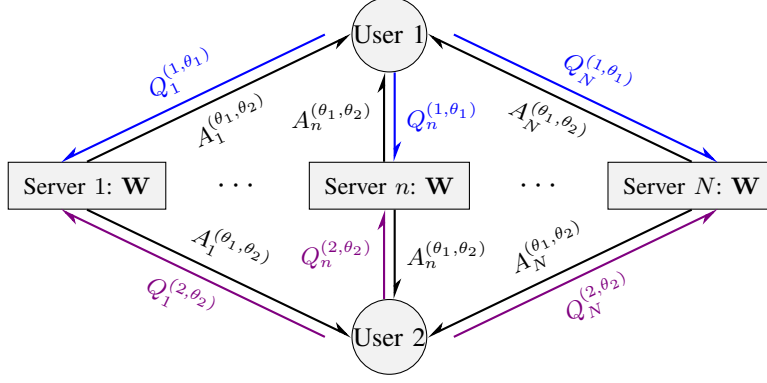 User 1
Q_1^{(1,θ_1)}
Q_N^{(1,θ_1)}
A_1^{(θ_1,θ_2)}
A_n^{(θ_1,θ_2)}
Q_n^{(1,θ_1)}
A_N^{(θ_1,θ_2)}
Server 1: W
· · ·
Server n: W
· · ·
Server N: W
A_1^{(θ_1,θ_2)}
Q_n^{(2,θ_2)}
A_n^{(θ_1,θ_2)}
A_N^{(θ_1,θ_2)}
Q_1^{(2,θ_2)}
Q_N^{(2,θ_2)}
User 2